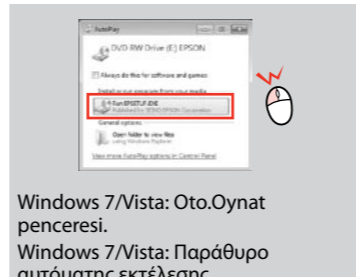 AutoPlay
DVD RW Drive (E:) EPSON
Always do this for software and games
Install or run program from your media
Run EPSETUP.EXE
Published by SEIKO EPSON Corporation
General options
Open folder to view files
using Windows Explorer
View more AutoPlay options in Control Panel
Windows 7/Vista: Oto.Oynat
penceresi.
Windows 7/Vista: Παράθυρο
αυτόματης εκτέλεσης